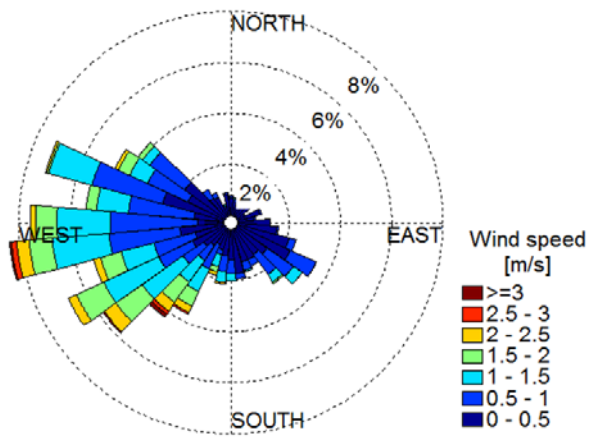 NORTH
8%
6%
4%
2%
WEST
EAST
SOUTH
Wind speed
[m/s]
>=3
2.5 - 3
2 - 2.5
1.5 - 2
1 - 1.5
0.5 - 1
0 - 0.5